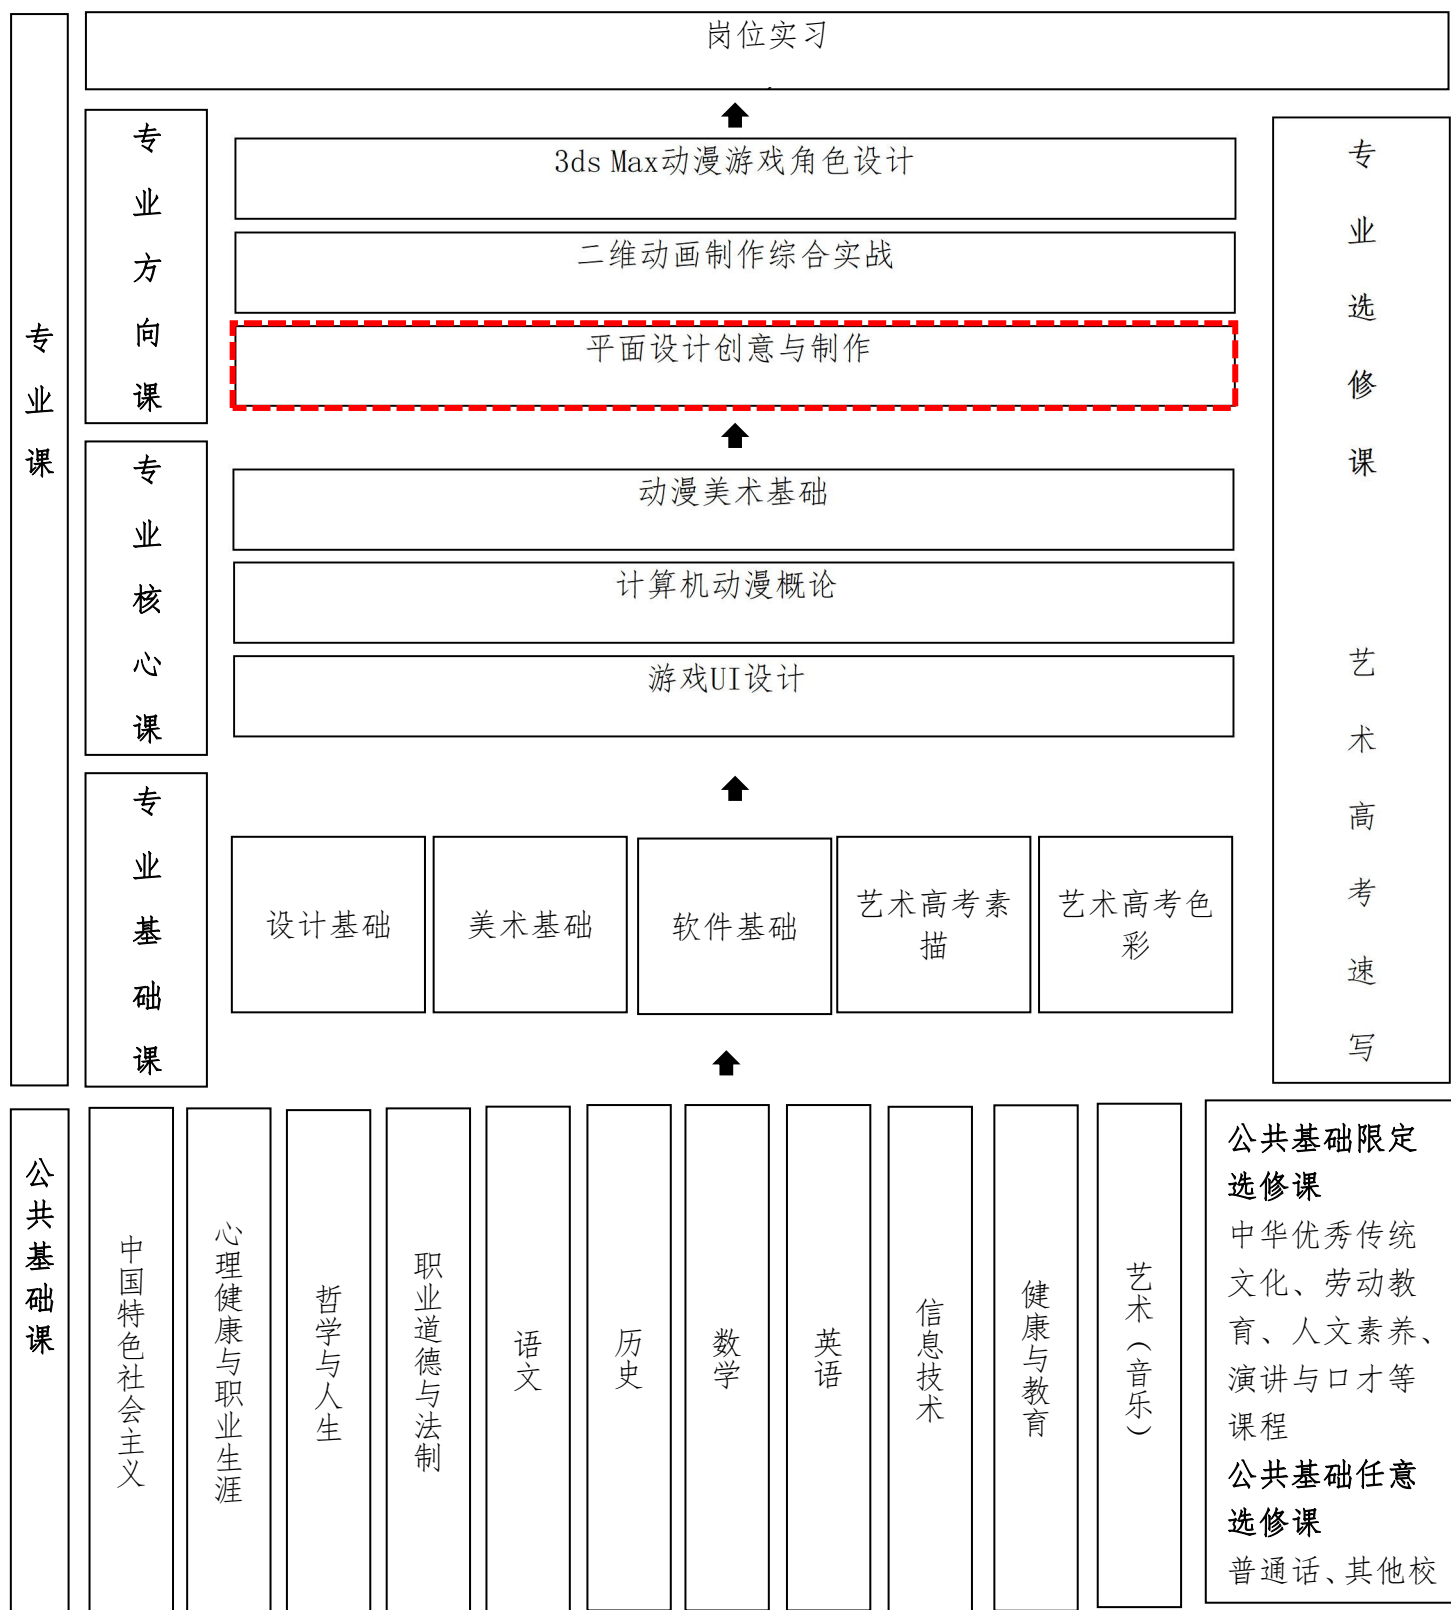 岗位实习
专业课
专业方向课
3ds Max动漫游戏角色设计
二维动画制作综合实战
平面设计创意与制作
专业核心课
动漫美术基础
计算机动漫概论
游戏UI设计
专业基础课
设计基础
美术基础
软件基础
艺术高考素
描
艺术高考色
彩
专业选修课
艺术高考速写
公共基础课
中国特色社会主义
心理健康与职业生涯
哲学与人生
职业道德与法制
语文
历史
数学
英语
信息技术
健康与教育
艺术（音乐）
公共基础限定
选修课
中华优秀传统
文化、劳动教
育、人文素养、
演讲与口才等
课程
公共基础任意
选修课
普通话、其他校